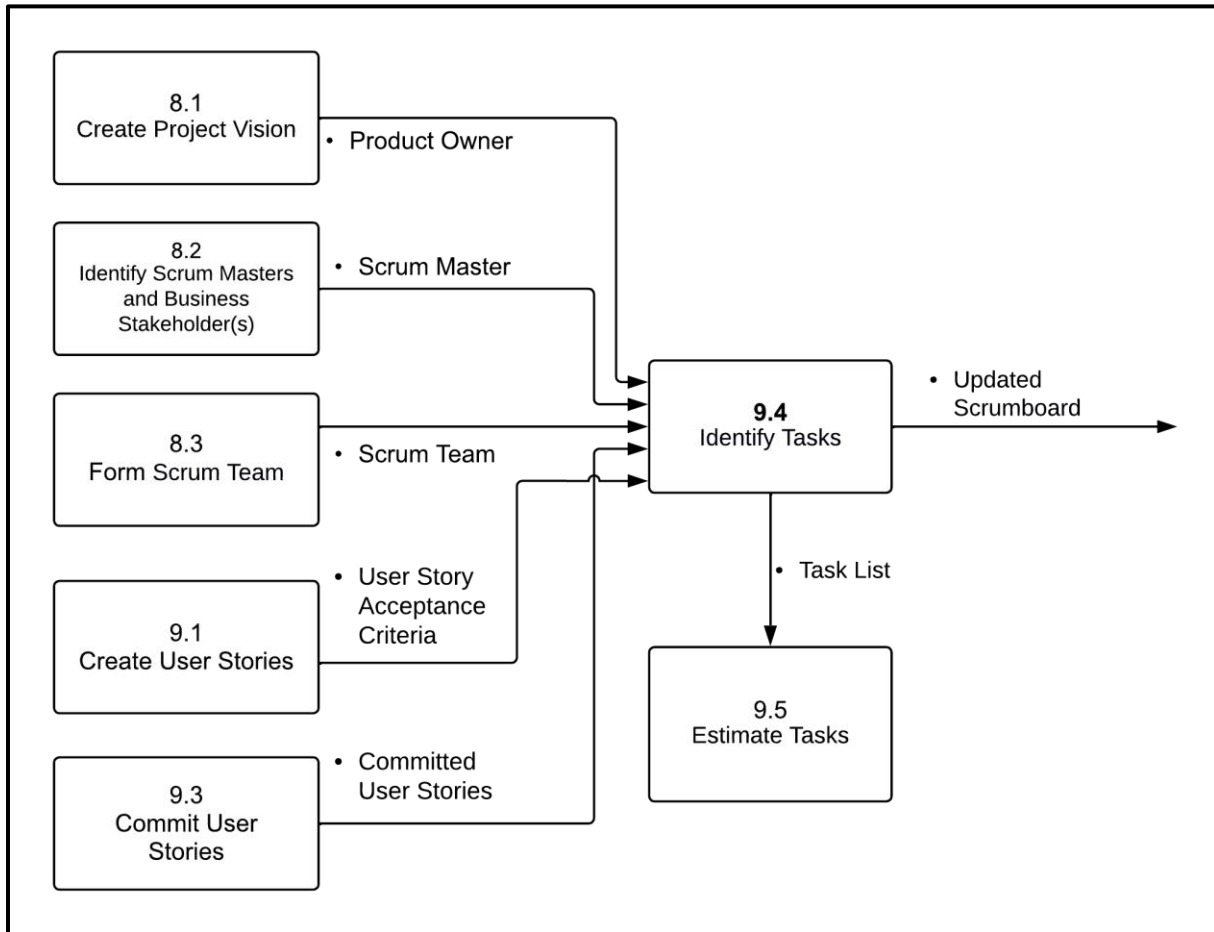 8.1
Create Project Vision
• Product Owner
8.2
Identify Scrum Masters
and Business
Stakeholder(s)
• Scrum Master
8.3
Form Scrum Team
• Scrum Team
9.1
Create User Stories
• User Story
Acceptance
Criteria
9.3
Commit User
Stories
• Committed
User Stories
9.4
Identify Tasks
• Updated
Scrumboard
• Task List
9.5
Estimate Tasks